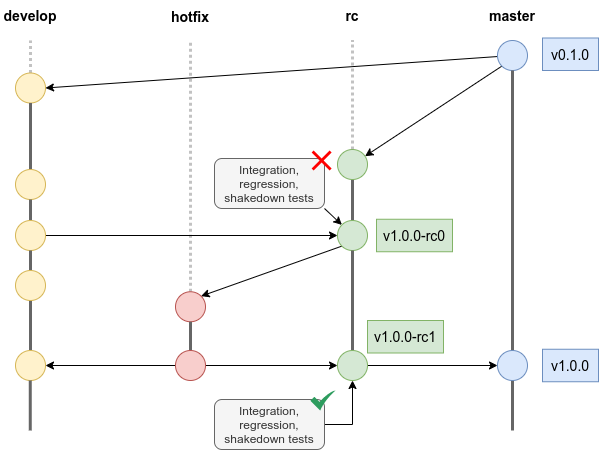 develop
hotfix
rc
master
v0.1.0
Integration,
regression,
shakedown tests
v1.0.0-rc0
v1.0.0-rc1
v1.0.0
Integration,
regression,
shakedown tests